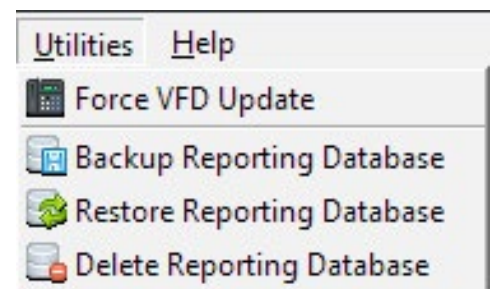 Utilities Help
Force VFD Update
Backup Reporting Database
Restore Reporting Database
Delete Reporting Database